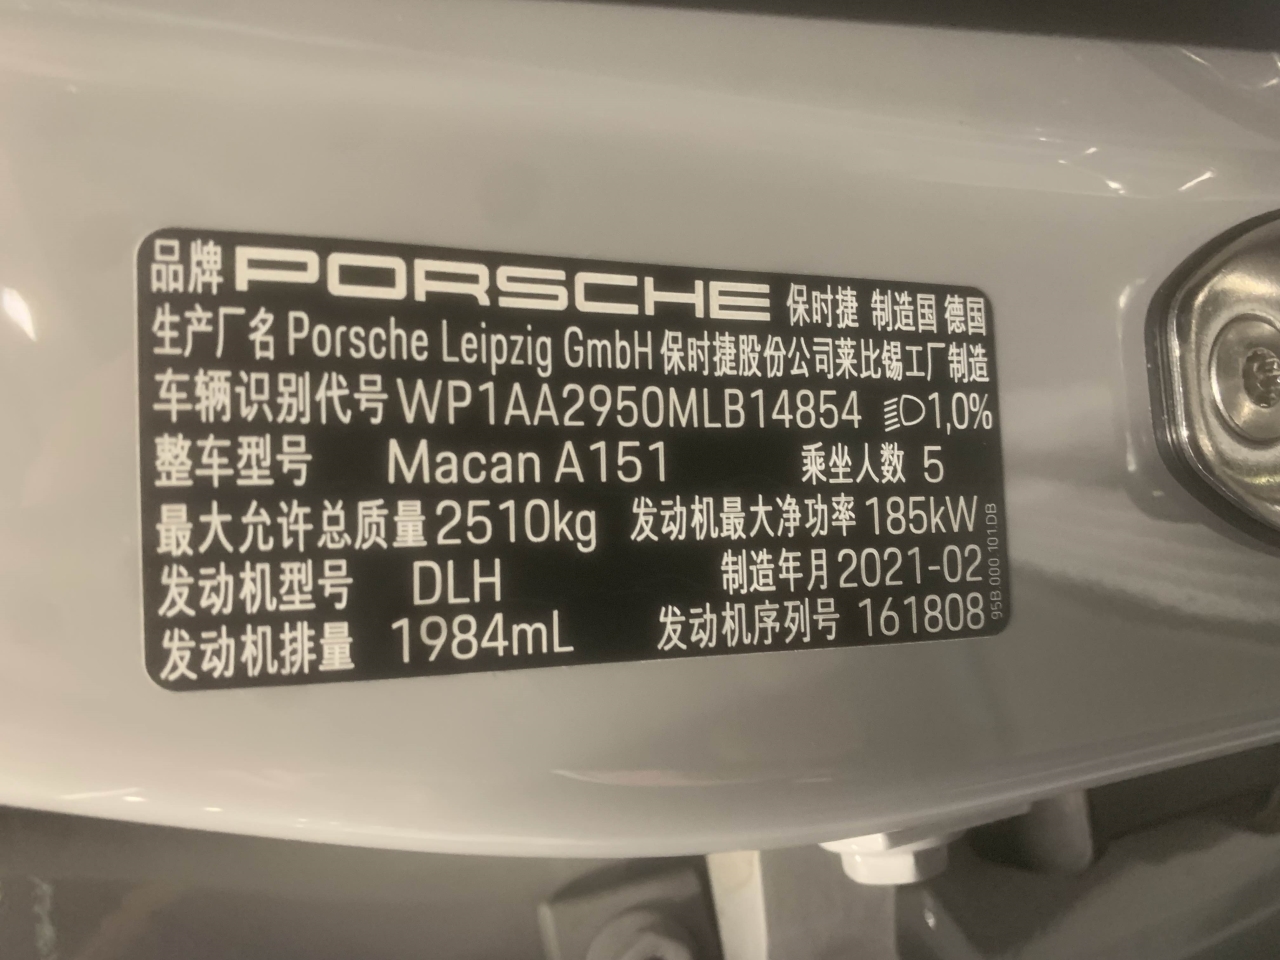 品牌 PORSCHE 保时捷 制造国 德国
生产厂名 Porsche Leipzig GmbH 保时捷股份公司莱比锡工厂制造
车辆识别代号 WP1AA2950MLB14854 1,0%
整车型号 Macan A151 乘坐人数 5
最大允许总质量 2510kg 发动机最大净功率 185kW
发动机型号 DLH 制造年月 2021-02
发动机排量 1984mL 发动机序列号 161808
95B.000.101.DB